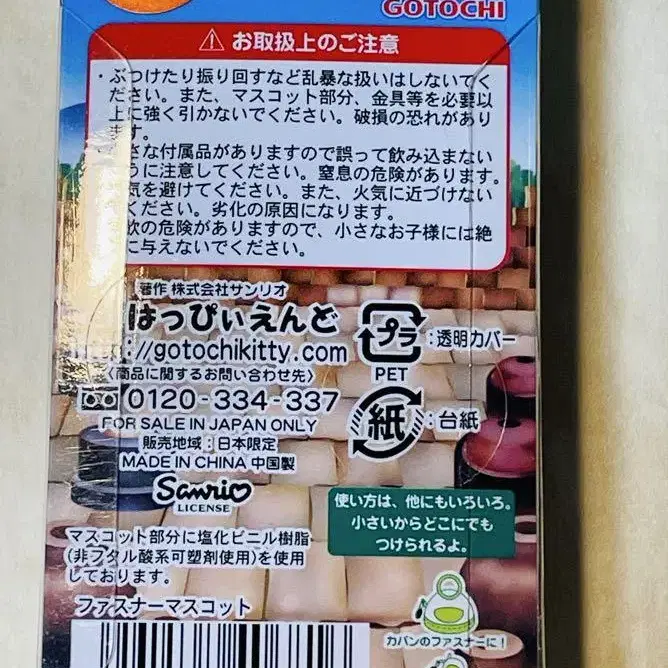 GOTOCHI
⚠ お取扱上のご注意
・ぶつけたり振り回すなど乱暴な扱いはしないでく
ださい。また、マスコット部分、金具等を必要以
上に強く引かないでください。破損の恐れがあり
ます。
さな付属品がありますので誤って飲み込まない
うに注意してください。窒息の危険があります。
気を避けてください。また、火気に近づけない
ください。劣化の原因になります。
飲の危険がありますので、小さなお子様には絶
に与えないでください。
著作 株式会社サンリオ
はっぴぃえんど
://gotochikitty.com
〈商品に関するお問い合わせ先〉
0120-334-337
FOR SALE IN JAPAN ONLY
販売地域:日本限定
MADE IN CHINA 中国製
Sanrio
LICENSE
プラ:透明カバー
PET
紙:台紙
マスコット部分に塩化ビニル樹脂
(非フタル酸系可塑剤使用)を使用
しております。
ファスナーマスコット
使い方は、他にもいろいろ。
小さいからどこにでも
つけられるよ。
カバンのファスナーに!